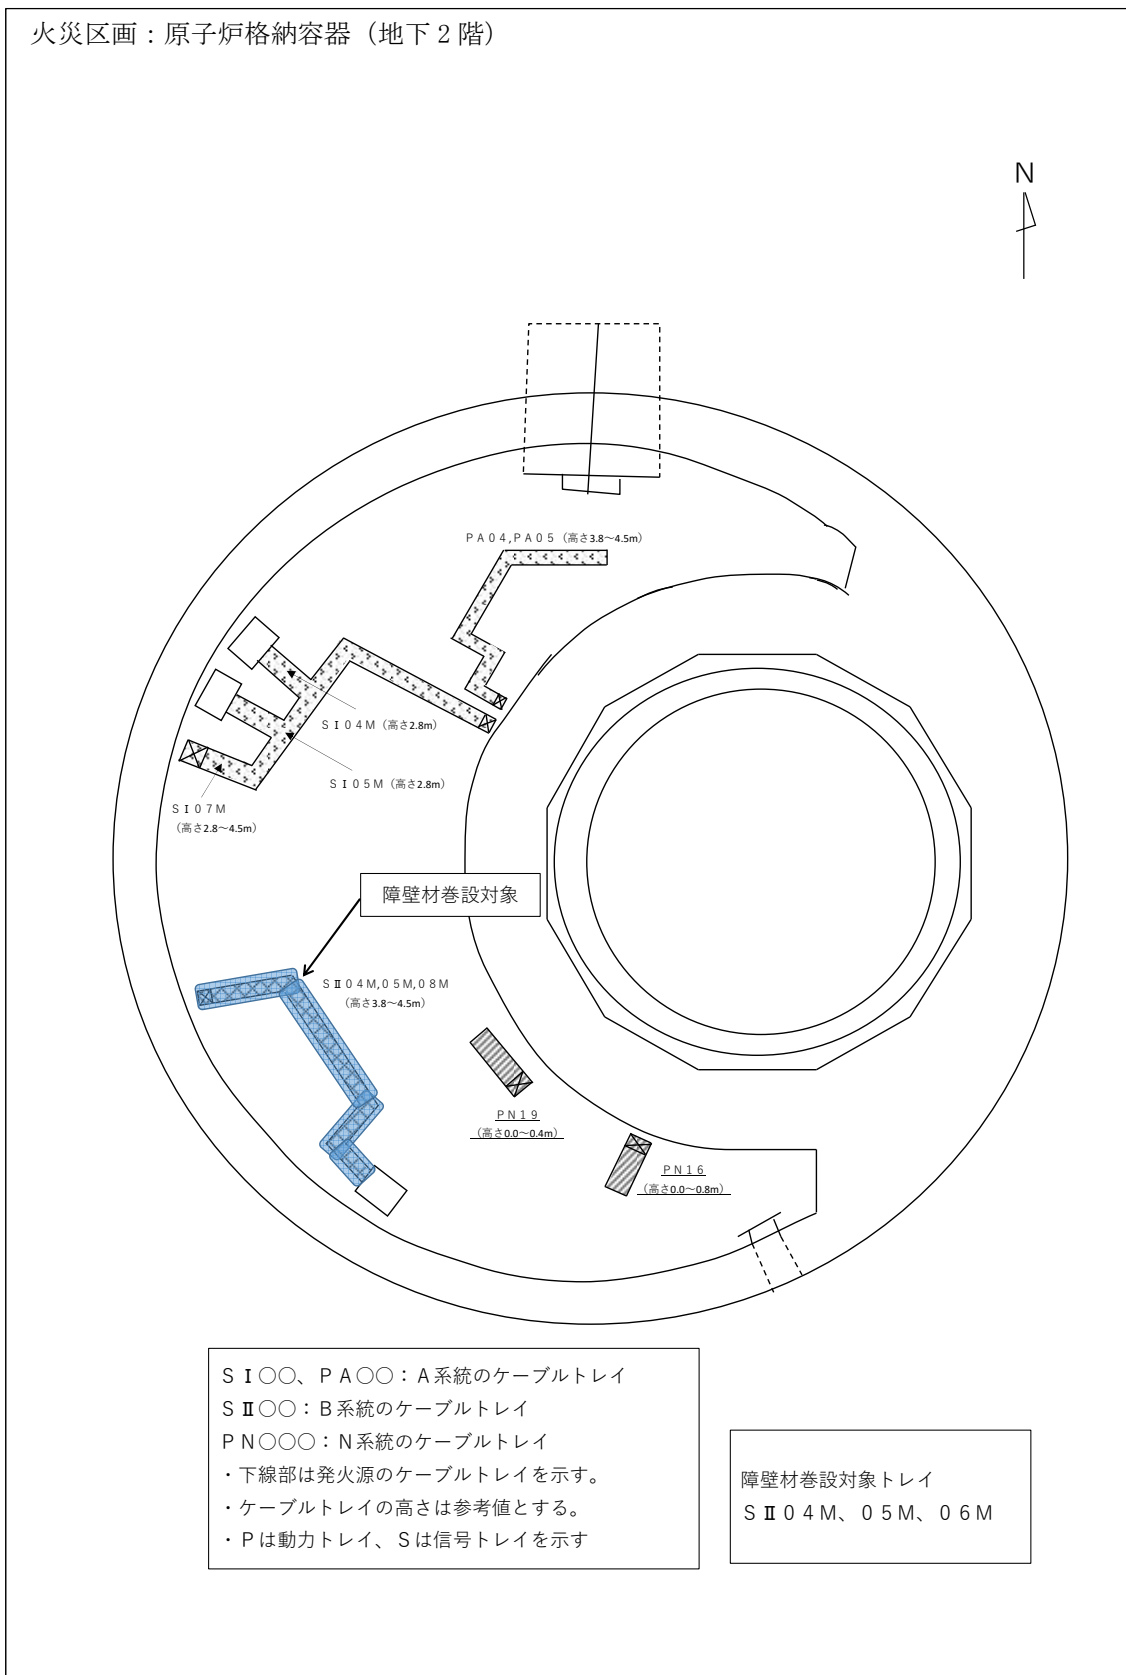 火災区画：原子炉格納容器（地下２階）
N
ＰＡ０４,ＰＡ０５（高さ3.8～4.5m）
ＳⅠ０４Ｍ（高さ2.8m）
ＳⅠ０５Ｍ（高さ2.8m）
ＳⅠ０７Ｍ
（高さ2.8～4.5m）
障壁材巻設対象
ＳⅡ０４Ｍ,０５Ｍ,０８Ｍ
（高さ3.8～4.5m）
ＰＮ１９
（高さ0.0～0.4m）
ＰＮ１６
（高さ0.0～0.8m）
ＳⅠ〇〇、ＰＡ〇〇：Ａ系統のケーブルトレイ
ＳⅡ〇〇：Ｂ系統のケーブルトレイ
ＰＮ〇〇〇：Ｎ系統のケーブルトレイ
・下線部は発火源のケーブルトレイを示す。
・ケーブルトレイの高さは参考値とする。
・Ｐは動力トレイ、Ｓは信号トレイを示す
障壁材巻設対象トレイ
ＳⅡ０４Ｍ、０５Ｍ、０６Ｍ